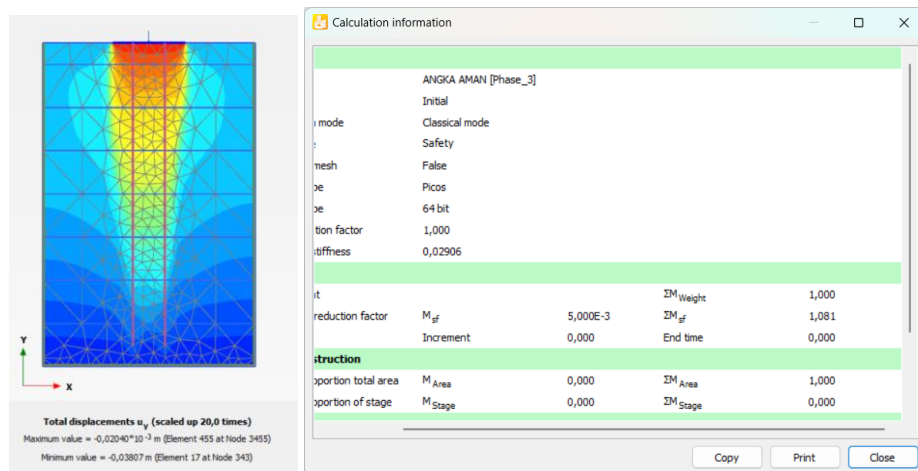 Y
X
Total displacements uy (scaled up 20,0 times)
Maximum value = -0,02040*10-3 m (Element 455 at Node 3455)
Minimum value = -0,03807 m (Element 17 at Node 343)
Calculation information
ANGKA AMAN [Phase_3]
Initial
mode Classical mode
Safety
mesh False
Picos
64 bit
tion factor 1,000
stiffness 0,02906
ΣMWeight 1,000
reduction factor Msf 5,000E-3 ΣMsf 1,081
Increment 0,000 End time 0,000
struction
oportion total area MArea 0,000 ΣMArea 1,000
oportion of stage MStage 0,000 ΣMStage 0,000
Copy Print Close